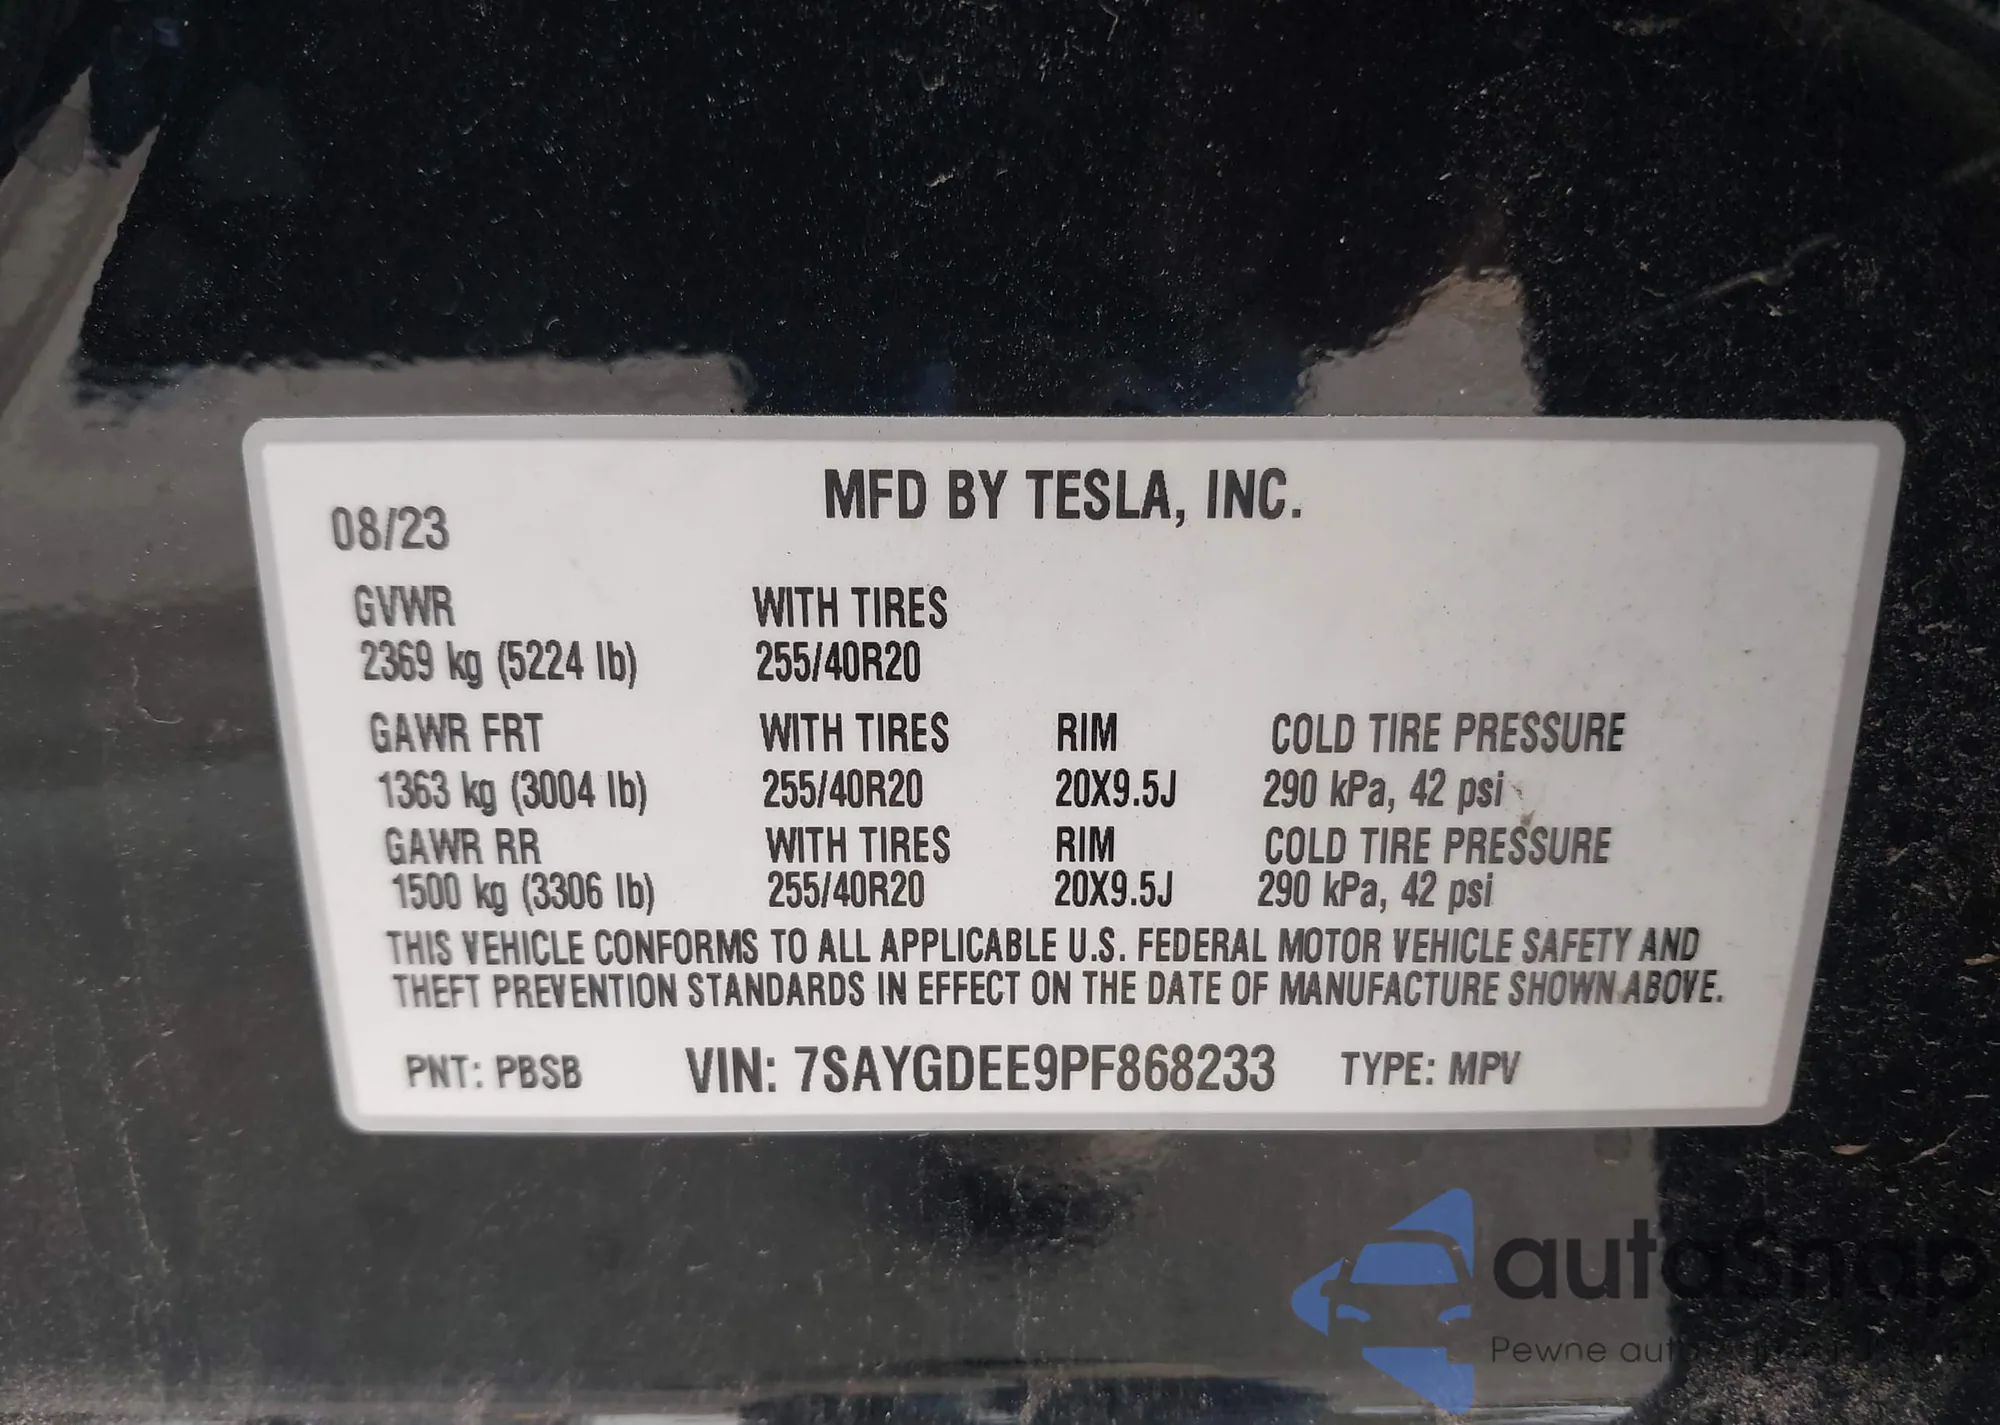 MFD BY TESLA, INC.
08/23
GVWR WITH TIRES
2369 kg (5224 lb) 255/40R20
GAWR FRT WITH TIRES RIM COLD TIRE PRESSURE
1363 kg (3004 lb) 255/40R20 20X9.5J 290 kPa, 42 psi
GAWR RR WITH TIRES RIM COLD TIRE PRESSURE
1500 kg (3306 lb) 255/40R20 20X9.5J 290 kPa, 42 psi
THIS VEHICLE CONFORMS TO ALL APPLICABLE U.S. FEDERAL MOTOR VEHICLE SAFETY AND
THEFT PREVENTION STANDARDS IN EFFECT ON THE DATE OF MANUFACTURE SHOWN ABOVE.
PNT: PBSB VIN: 7SAYGDEE9PF868233 TYPE: MPV
autasnap
Pewne auta